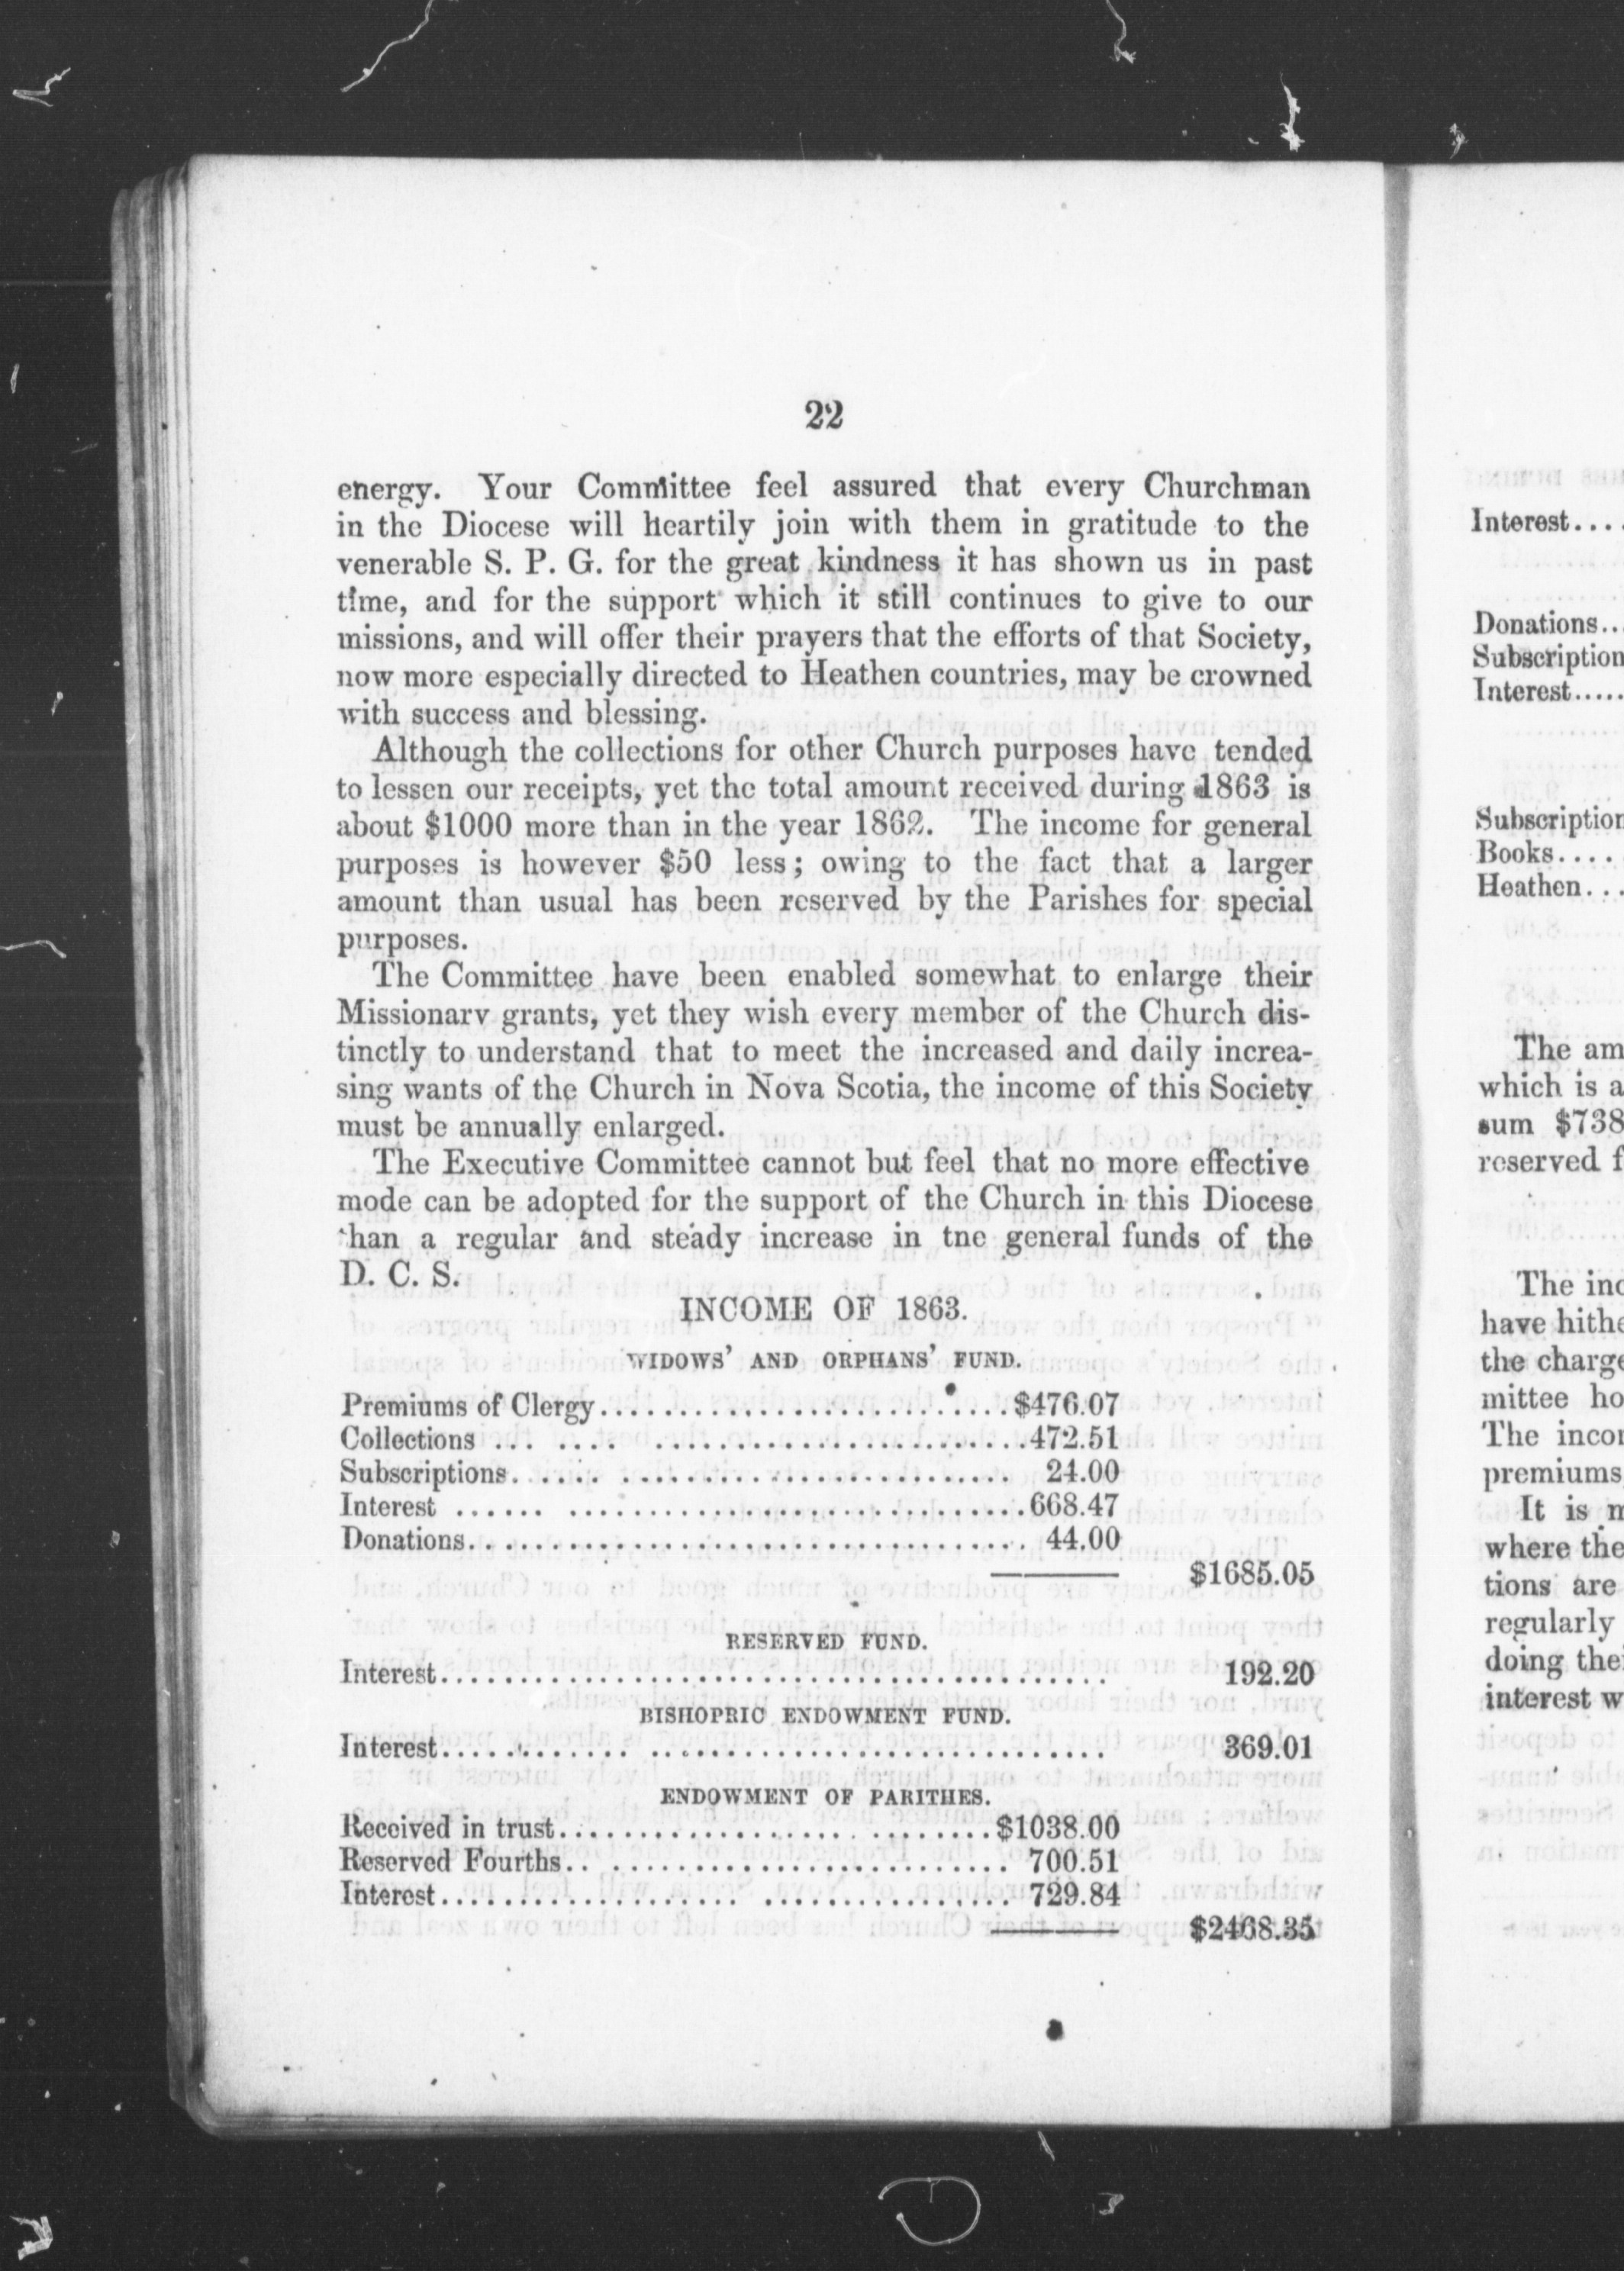 22
energy. Your Committee feel assured that every Churchman
in the Diocese will heartily join with them in gratitude to the
venerable S. P. G. for the great kindness it has shown us in past
time, and for the support which it still continues to give to our
missions, and will offer their prayers that the efforts of that Society,
now more especially directed to Heathen countries, may be crowned
with success and blessing.
Although the collections for other Church purposes have tended
to lessen our receipts, yet the total amount received during 1863 is
about $1000 more than in the year 1862. The income for general
purposes is however $50 less; owing to the fact that a larger
amount than usual has been reserved by the Parishes for special
purposes.
The Committee have been enabled somewhat to enlarge their
Missionary grants, yet they wish every member of the Church dis-
tinctly to understand that to meet the increased and daily increa-
sing wants of the Church in Nova Scotia, the income of this Society
must be annually enlarged.
The Executive Committee cannot but feel that no more effective
mode can be adopted for the support of the Church in this Diocese
than a regular and steady increase in tne general funds of the
D. C. S.
INCOME OF 1863.
WIDOWS' AND ORPHANS' FUND.
Premiums of Clergy..........................$476.07
Collections ... .... .............................472.51
Subscriptions. ..... ......................... 24.00
Interest ...... .............................668.47
Donations................................... 44.00
$1685.05
RESERVED FUND.
Interest.......................................... 192.20
BISHOPRIC ENDOWMENT FUND.
Interest............ ............................. 369.01
ENDOWMENT OF PARITHES.
Received in trust................... ........$1038.00
Reserved Fourths.. ......................... 700.51
Interest................... ................ 729.84
$2468.35
Interest....
Donations..
Subscription
Interest.....
Subscription
Books....
Heathen...
The am
which is a
sum $738
reserved f
The inc
have hithe
the charge
mittee ho
The incor
premiums
It is n
where the
tions are
regularly
doing thei
interest w